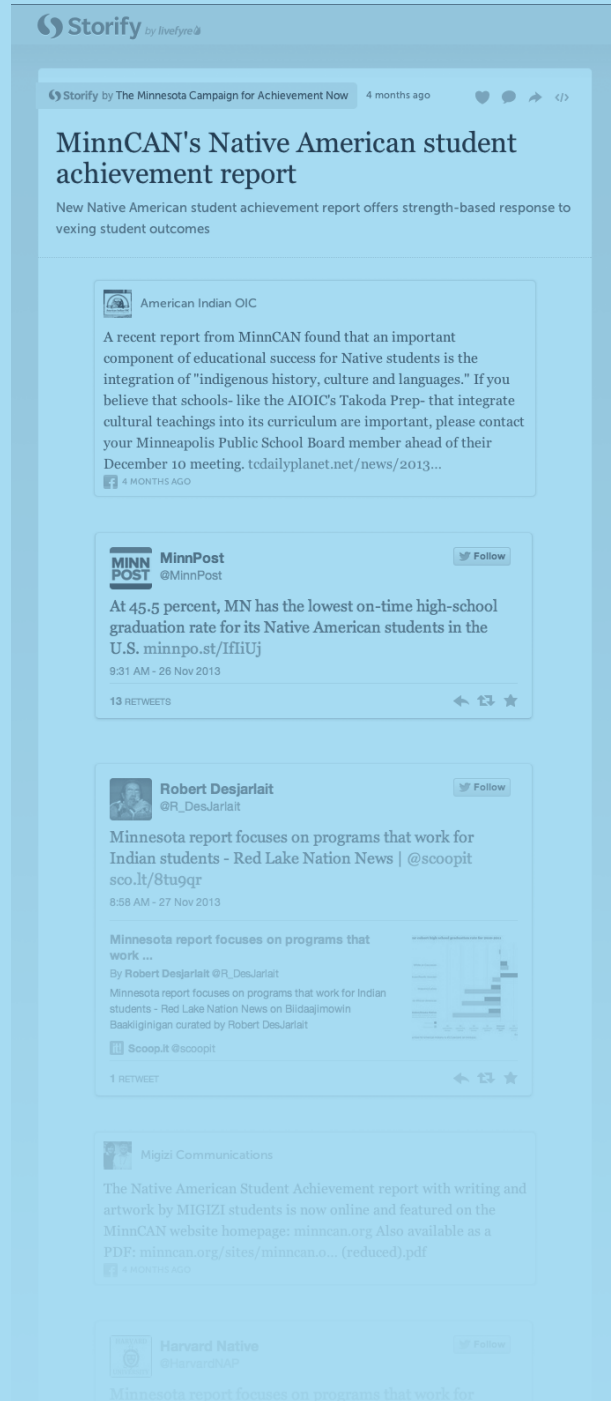 Storify by livefyre
Storify by The Minnesota Campaign for Achievement Now 4 months ago
MinnCAN's Native American student
achievement report
New Native American student achievement report offers strength-based response to
vexing student outcomes
American Indian OIC
A recent report from MinnCAN found that an important
component of educational success for Native students is the
integration of "indigenous history, culture and languages." If you
believe that schools- like the AIOIC's Takoda Prep- that integrate
cultural teachings into its curriculum are important, please contact
your Minneapolis Public School Board member ahead of their
December 10 meeting. tcdailyplanet.net/news/2013...
4 MONTHS AGO
MINN
POST
MinnPost
@MinnPost
Follow
At 45.5 percent, MN has the lowest on-time high-school
graduation rate for its Native American students in the
U.S. minnpo.st/IfIiUj
9:31 AM - 26 Nov 2013
13 RETWEETS
Robert Desjarlait
@R_DesJarlait
Follow
Minnesota report focuses on programs that work for
Indian students - Red Lake Nation News | @scoopit
sco.lt/8tu9qr
8:58 AM - 27 Nov 2013
Minnesota report focuses on programs that
work ...
By Robert Desjarlait @R_DesJarlait
Minnesota report focuses on programs that work for Indian
students - Red Lake Nation News on Biidaajimowin
Baakiiginigan curated by Robert DesJarlait
Scoop.it @scoopit
1 RETWEET
Migizi Communications
The Native American Student Achievement report with writing and
artwork by MIGIZI students is now online and featured on the
MinnCAN website homepage: minncan.org Also available as a
PDF: minncan.org/sites/minncan.o... (reduced).pdf
4 MONTHS AGO
Harvard Native
@HarvardNAP
Follow
Minnesota report focuses on programs that work for